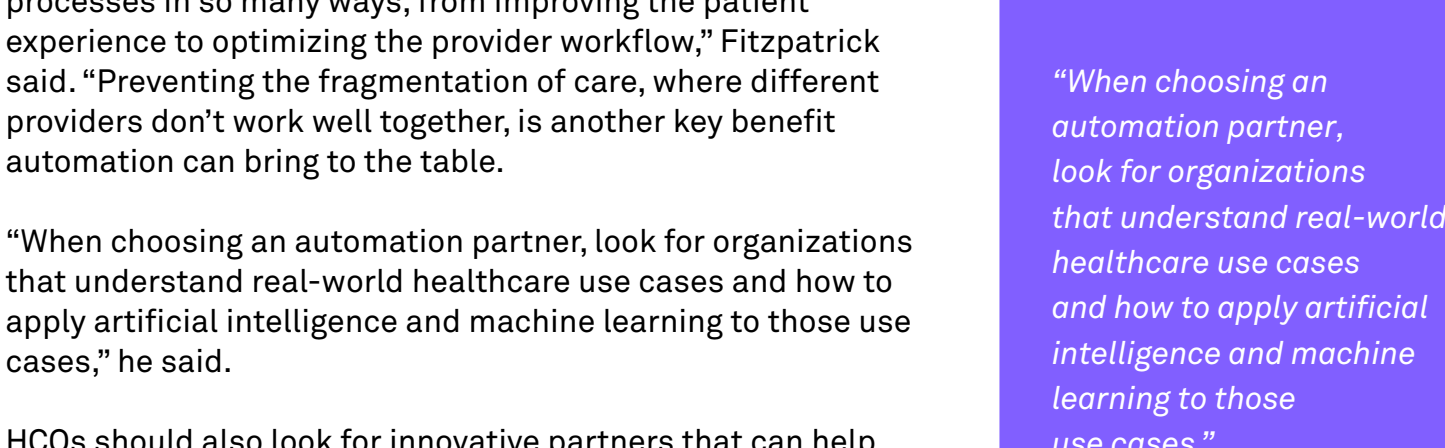 processes in so many ways, from improving the patient
experience to optimizing the provider workflow,” Fitzpatrick
said. “Preventing the fragmentation of care, where different
providers don’t work well together, is another key benefit
automation can bring to the table.
“When choosing an automation partner, look for organizations
that understand real-world healthcare use cases and how to
apply artificial intelligence and machine learning to those use
cases,” he said.
HCOs should also look for innovative partners that can help
“When choosing an
automation partner,
look for organizations
that understand real-world
healthcare use cases
and how to apply artificial
intelligence and machine
learning to those
use cases.”